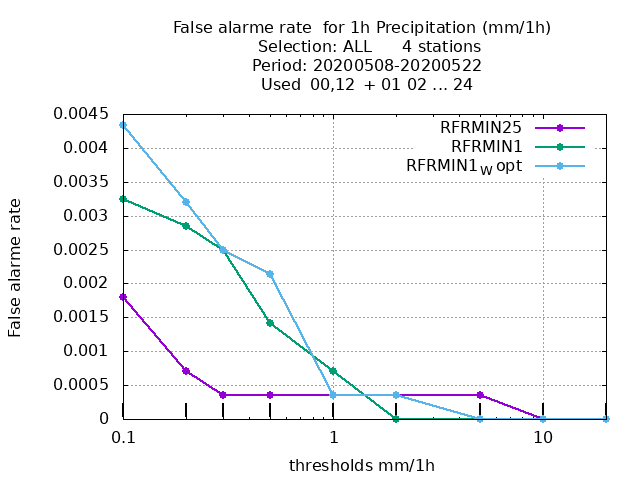 False alarme rate  for 1h Precipitation (mm/1h)
Selection: ALL      4 stations
Period: 20200508-20200522
Used  00,12  + 01 02 ... 24
RFRMIN25
RFRMIN1
RFRMIN1W opt
0.0045
0.004
0.0035
0.003
0.0025
0.002
0.0015
0.001
0.0005
0
False alarme rate
0.1
1
10
thresholds mm/1h